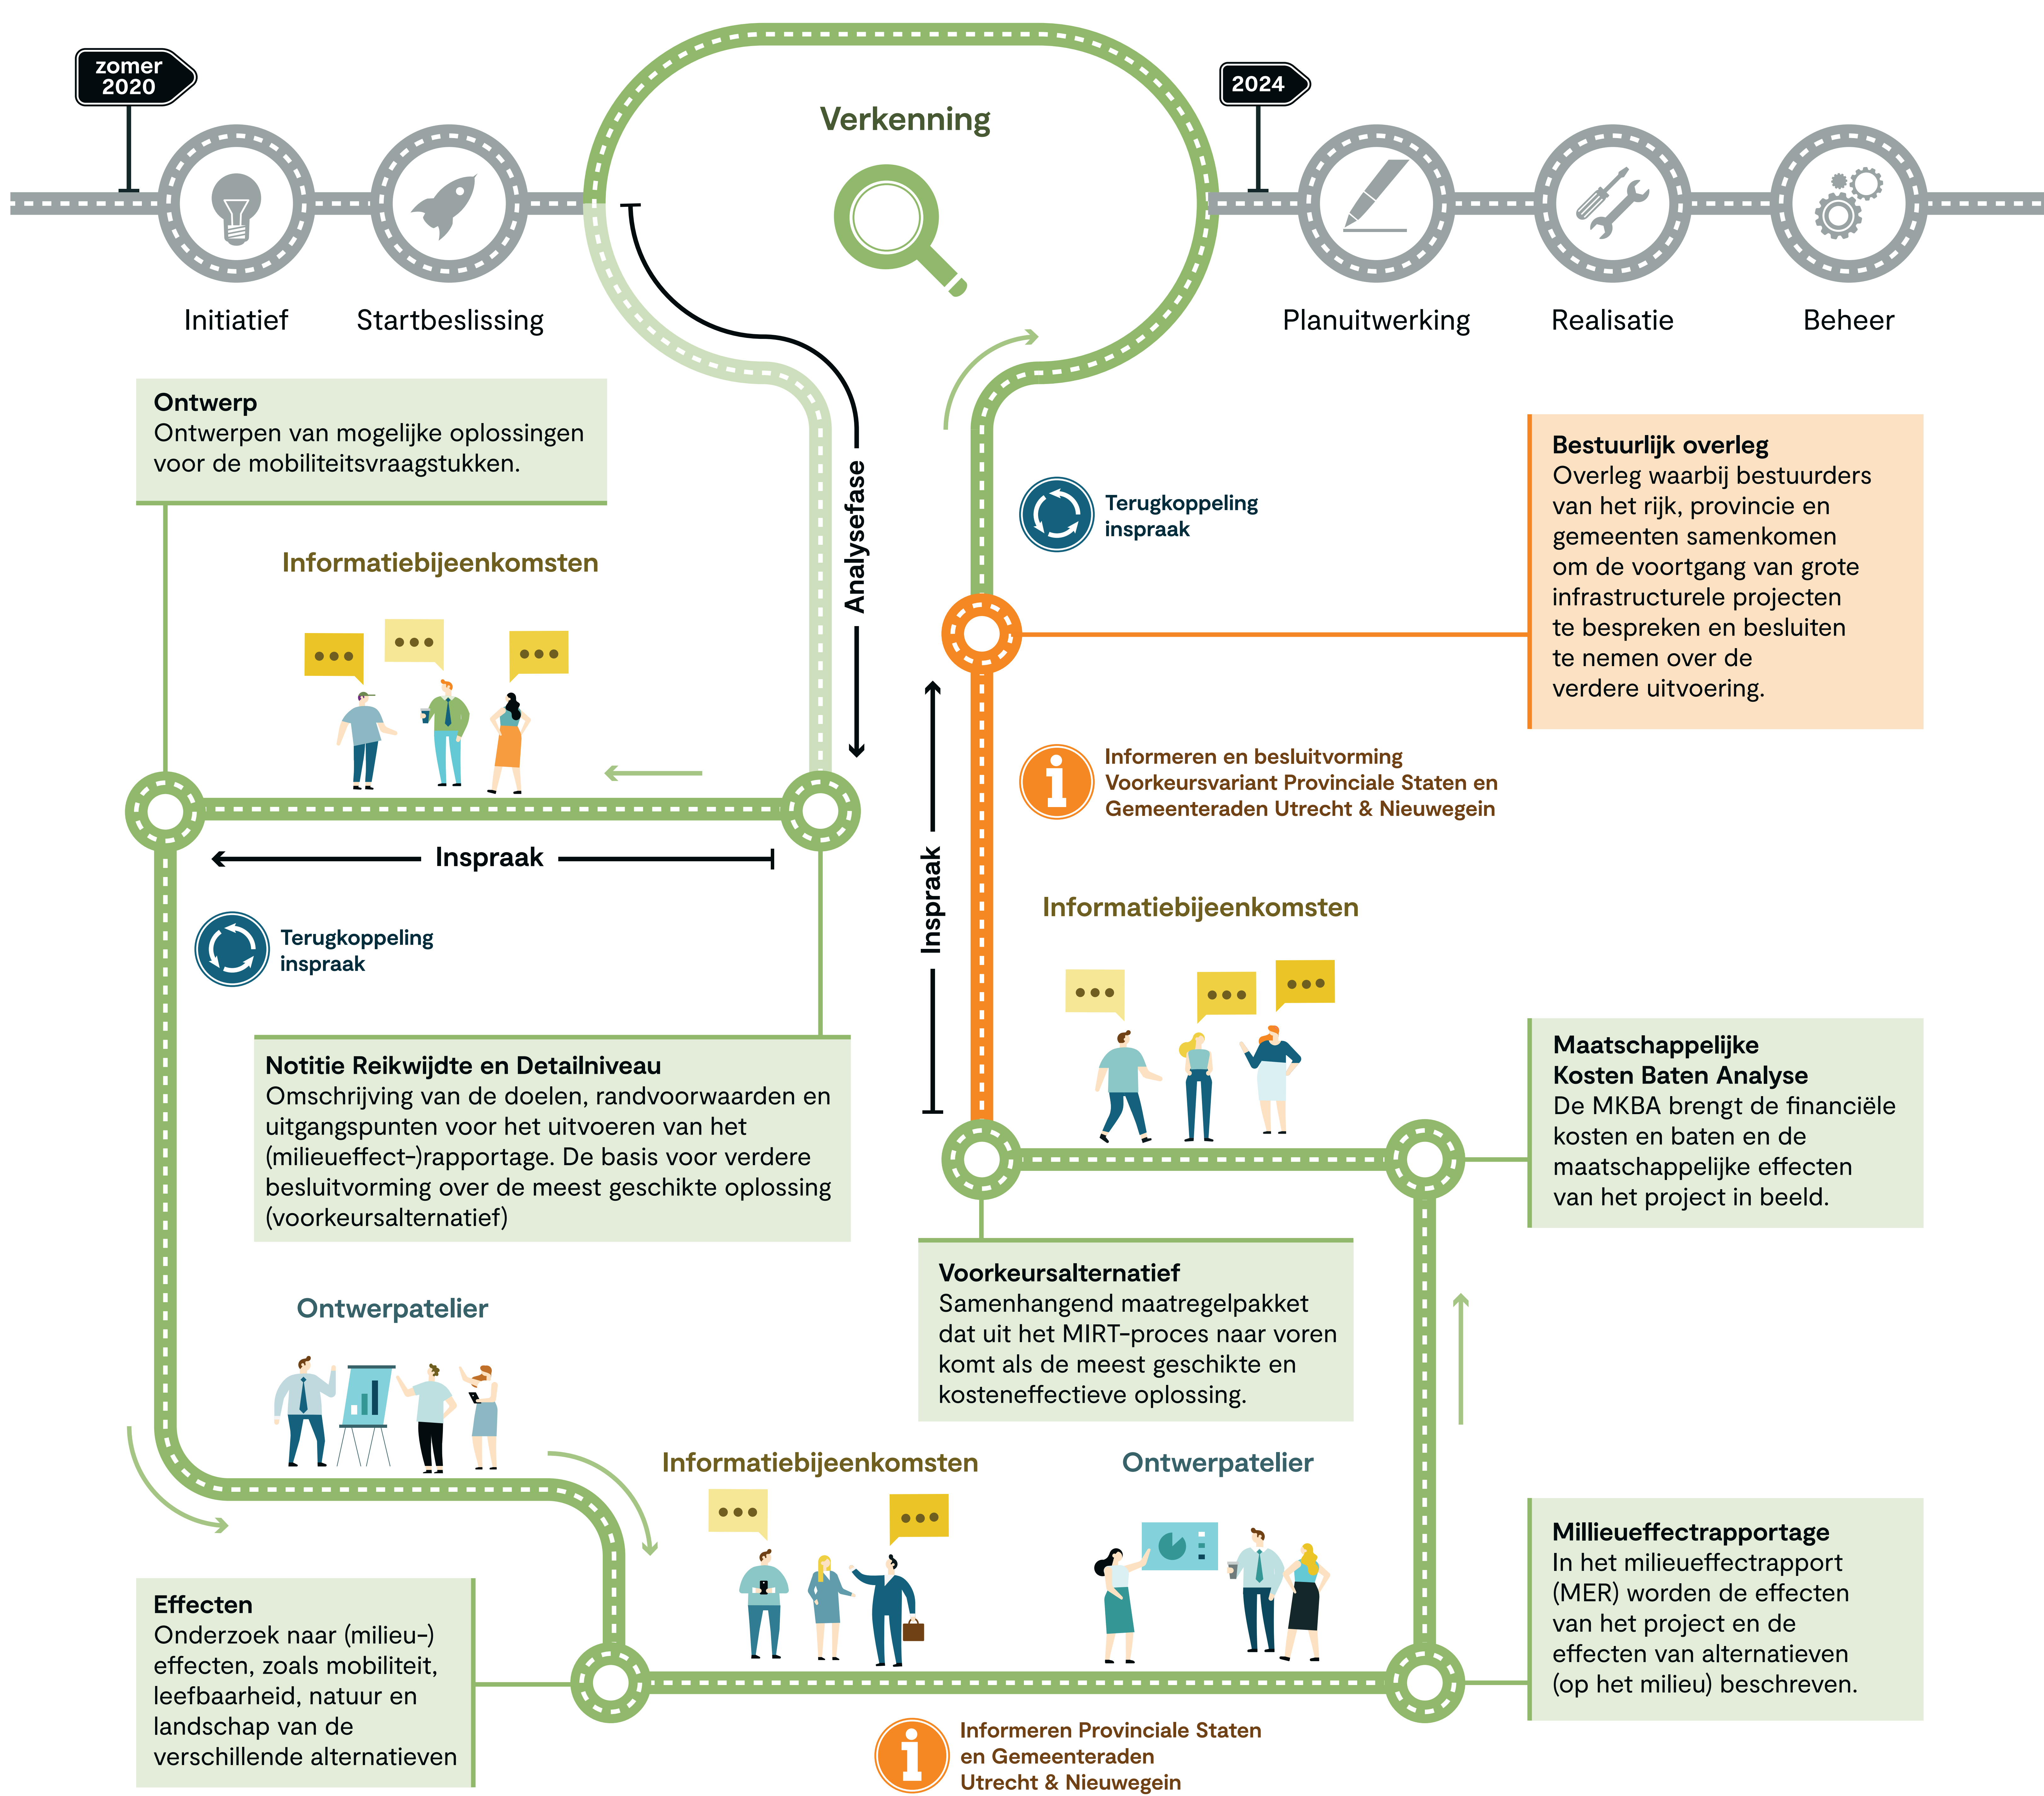 zomer
2020
Initiatief
Startbeslissing
Verkenning
2024
Planuitwerking
Realisatie
Beheer
Analysefase
Ontwerp
Ontwerpen van mogelijke oplossingen
voor de mobiliteitsvraagstukken.
Informatiebijeenkomsten
Inspraak
Terugkoppeling
inspraak
Notitie Reikwijdte en Detailniveau
Omschrijving van de doelen, randvoorwaarden en
uitgangspunten voor het uitvoeren van het
(milieueffect-)rapportage. De basis voor verdere
besluitvorming over de meest geschikte oplossing
(voorkeursalternatief)
Ontwerpatelier
Effecten
Onderzoek naar (milieu-)
effecten, zoals mobiliteit,
leefbaarheid, natuur en
landschap van de
verschillende alternatieven
Informatiebijeenkomsten
Ontwerpatelier
Informeren Provinciale Staten
en Gemeenteraden
Utrecht & Nieuwegein
Millieueffectrapportage
In het milieueffectrapport
(MER) worden de effecten
van het project en de
effecten van alternatieven
(op het milieu) beschreven.
Maatschappelijke
Kosten Baten Analyse
De MKBA brengt de financiële
kosten en baten en de
maatschappelijke effecten
van het project in beeld.
Informatiebijeenkomsten
Voorkeursalternatief
Samenhangend maatregelpakket
dat uit het MIRT-proces naar voren
komt als de meest geschikte en
kosteneffectieve oplossing.
Inspraak
Informeren en besluitvorming
Voorkeursvariant Provinciale Staten en
Gemeenteraden Utrecht & Nieuwegein
Bestuurlijk overleg
Overleg waarbij bestuurders
van het rijk, provincie en
gemeenten samenkomen
om de voortgang van grote
infrastructurele projecten
te bespreken en besluiten
te nemen over de
verdere uitvoering.
Terugkoppeling
inspraak